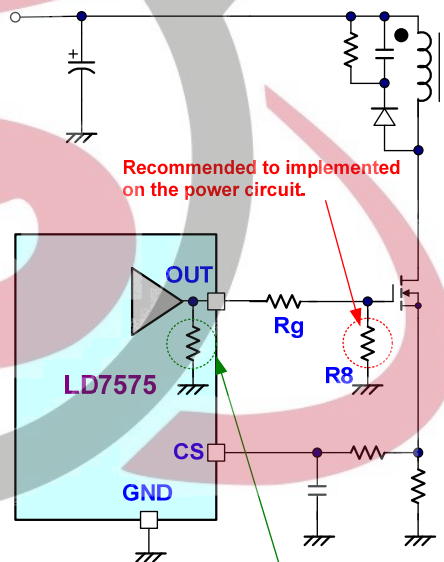 +
Recommended to implemented
on the power circuit.
OUT
Rg
R8
LD7575
CS
GND